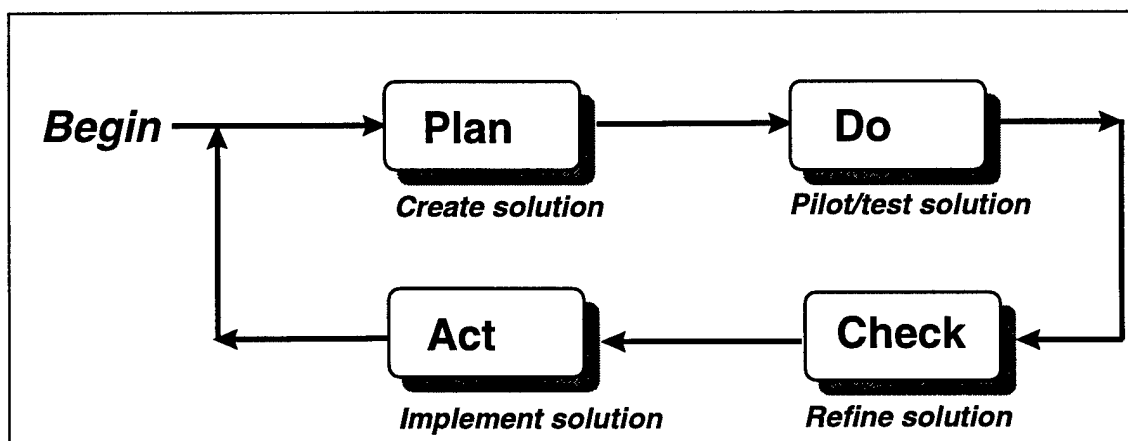 Begin
Plan
Create solution
Do
Pilot/test solution
Check
Refine solution
Act
Implement solution